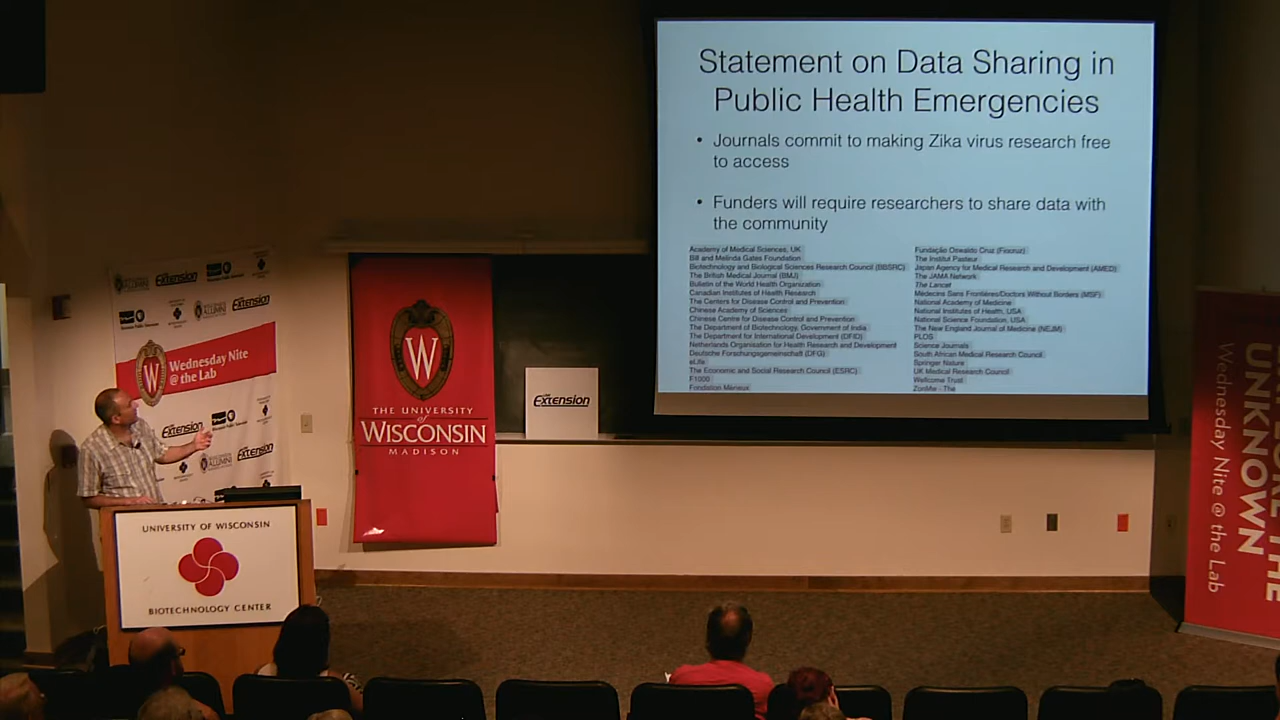 Statement on Data Sharing in
Public Health Emergencies
• Journals commit to making Zika virus research free
to access
• Funders will require researchers to share data with
the community
Academy of Medical Sciences, UK
Bill and Melinda Gates Foundation
Biotechnology and Biological Sciences Research Council (BBSRC)
The British Medical Journal (BMJ)
Bulletin of the World Health Organization
Canadian Institutes of Health Research
The Centers for Disease Control and Prevention
Chinese Academy of Sciences
Chinese Centre for Disease Control and Prevention
The Department of Biotechnology, Government of India
The Department for International Development (DFID)
Netherlands Organisation for Health Research and Development
Deutsche Forschungsgemeinschaft (DFG)
eLife
The Economic and Social Research Council (ESRC)
F1000
Fondation Mérieux
Fundação Oswaldo Cruz (Fiocruz)
The Institut Pasteur
Japan Agency for Medical Research and Development (AMED)
The JAMA Network
The Lancet
Médecins Sans Frontières/Doctors Without Borders (MSF)
National Academy of Medicine
National Institutes of Health, USA
National Science Foundation, USA
The New England Journal of Medicine (NEJM)
PLOS
Science Journals
South African Medical Research Council
Springer Nature
UK Medical Research Council
Wellcome Trust
ZonMw - The
Extension
Extension
Wednesday Nite
@ the Lab
Extension
ALUMNI
Extension
W
THE UNIVERSITY
of
WISCONSIN
MADISON
Extension
UNIVERSITY OF WISCONSIN
BIOTECHNOLOGY CENTER
UNKNOWN
Wednesday Nite @ the Lab